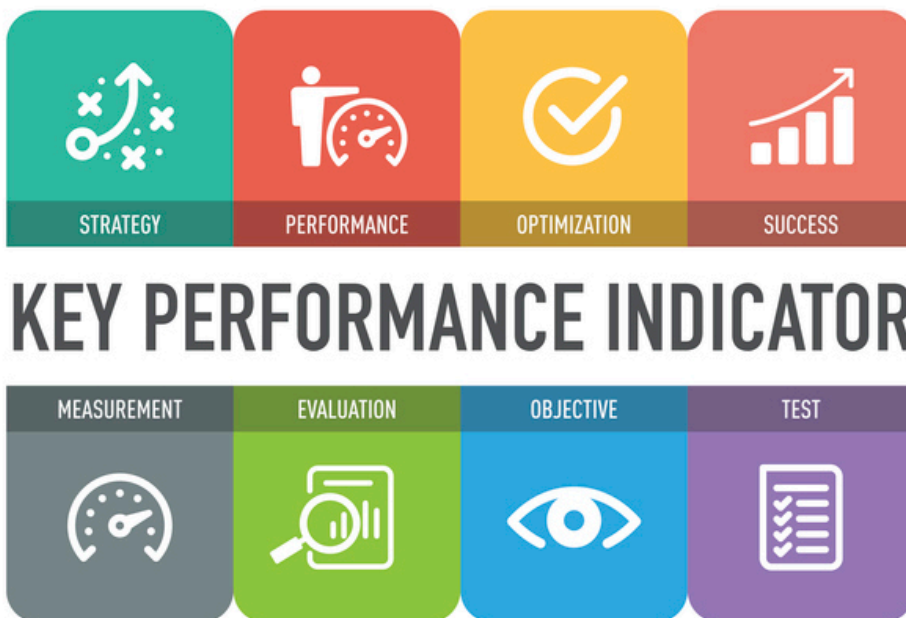 STRATEGY PERFORMANCE OPTIMIZATION SUCCESS
KEY PERFORMANCE INDICATOR
MEASUREMENT EVALUATION OBJECTIVE TEST